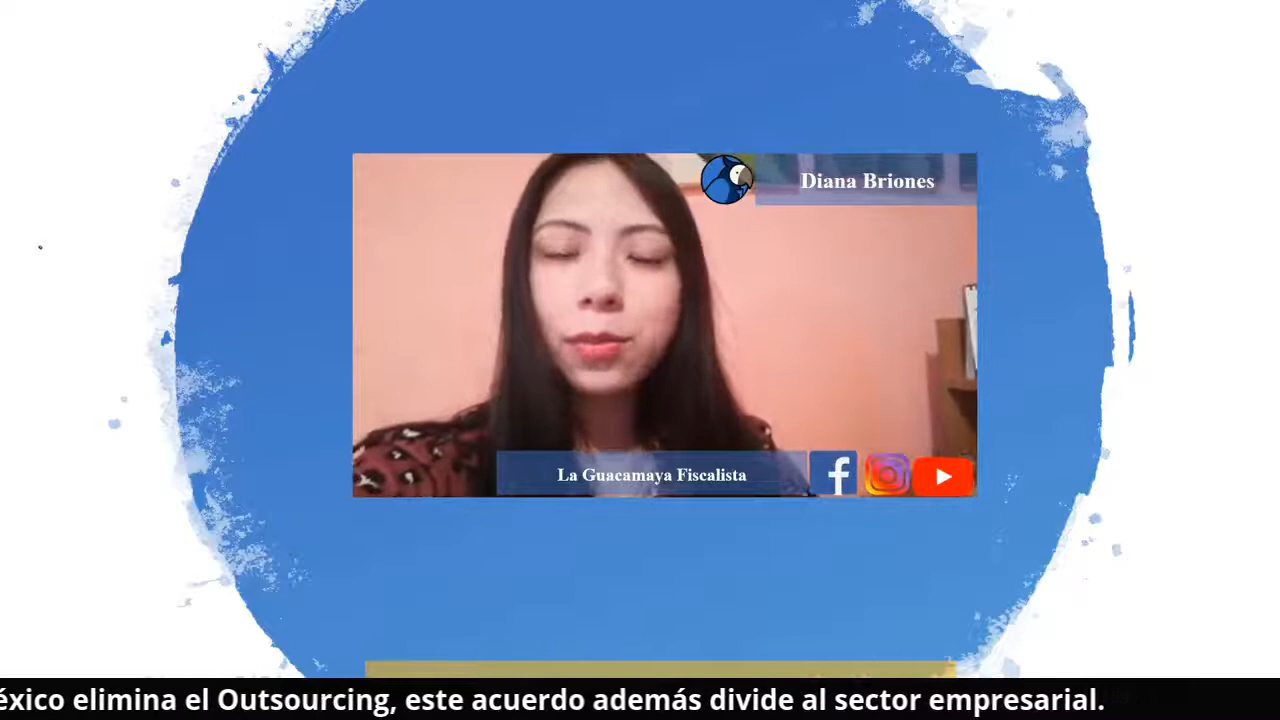 Diana Briones
La Guacamaya Fiscalista
éxico elimina el Outsourcing, este acuerdo además divide al sector empresarial.